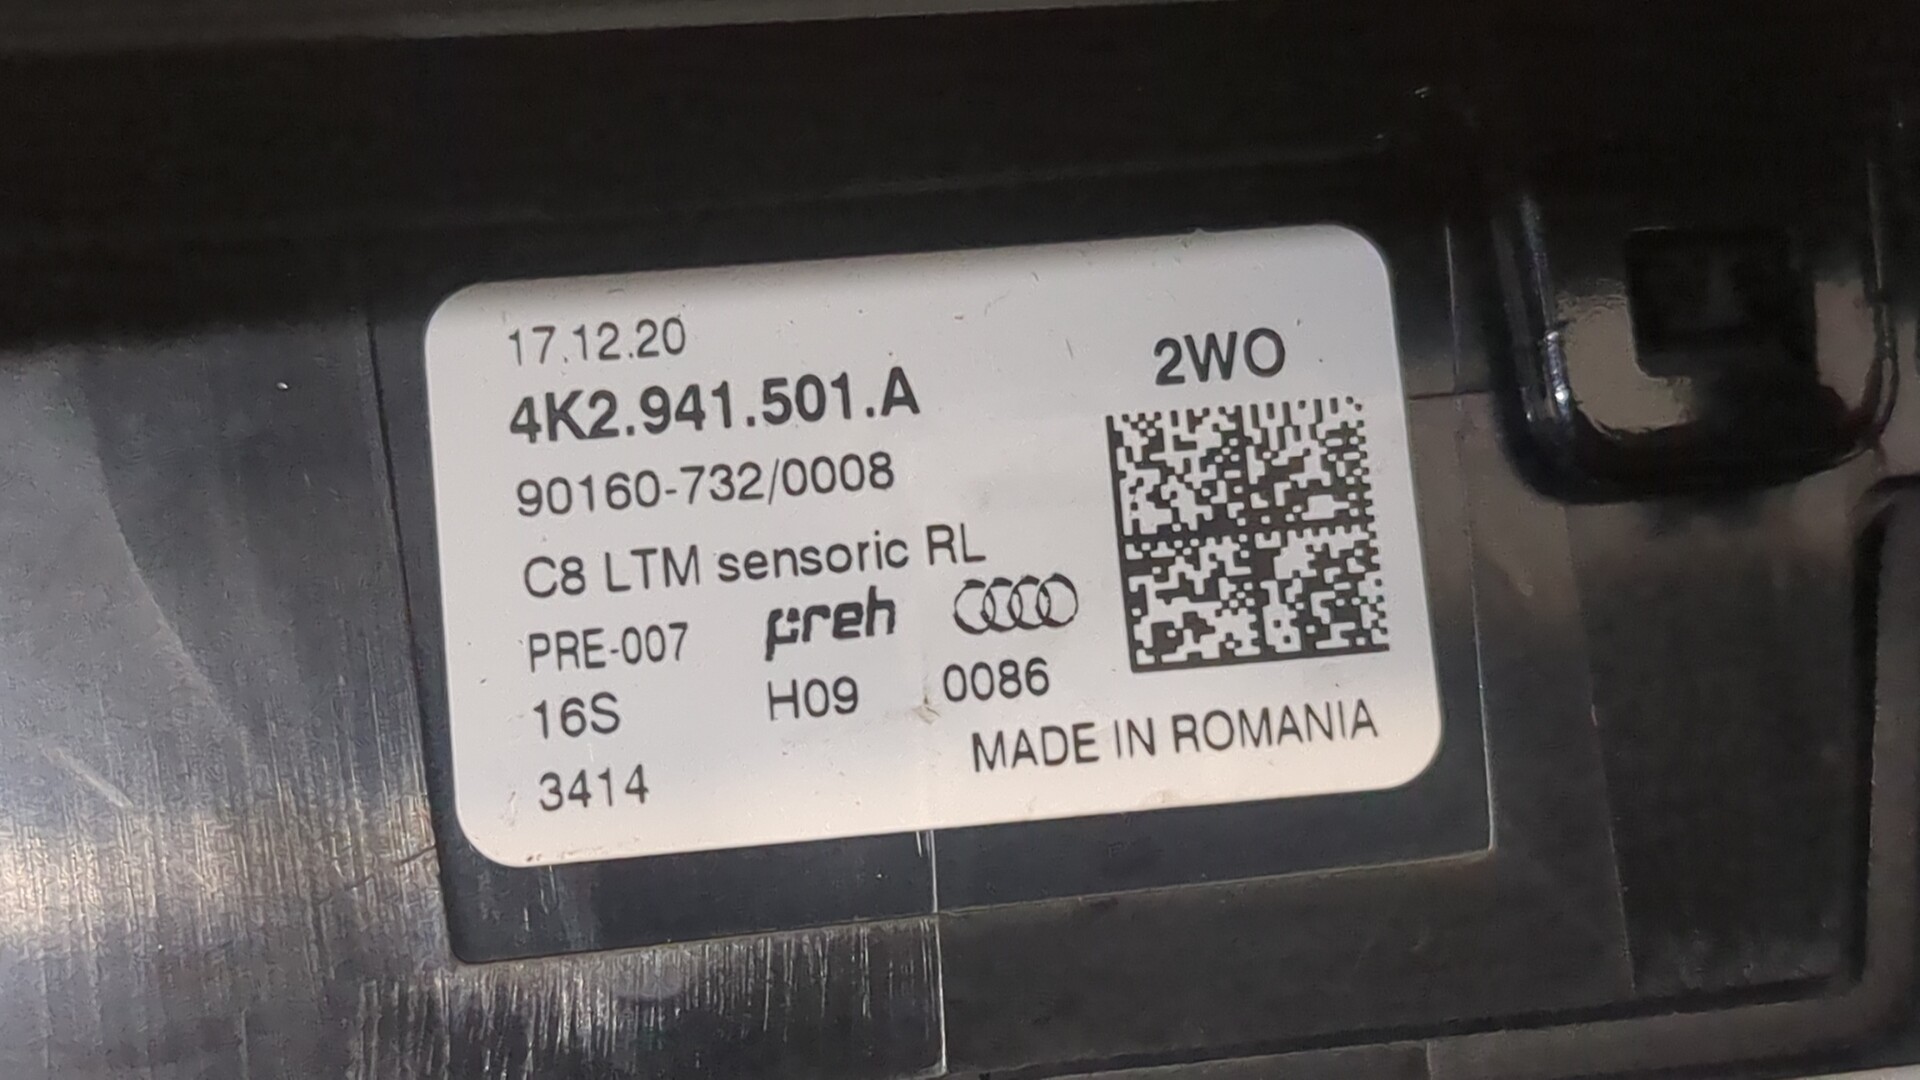 17.12.20
2WO
4K2.941.501.A
90160-732/0008
C8 LTM sensoric RL
PRE-007 preh
16S H09 0086
MADE IN ROMANIA
3414